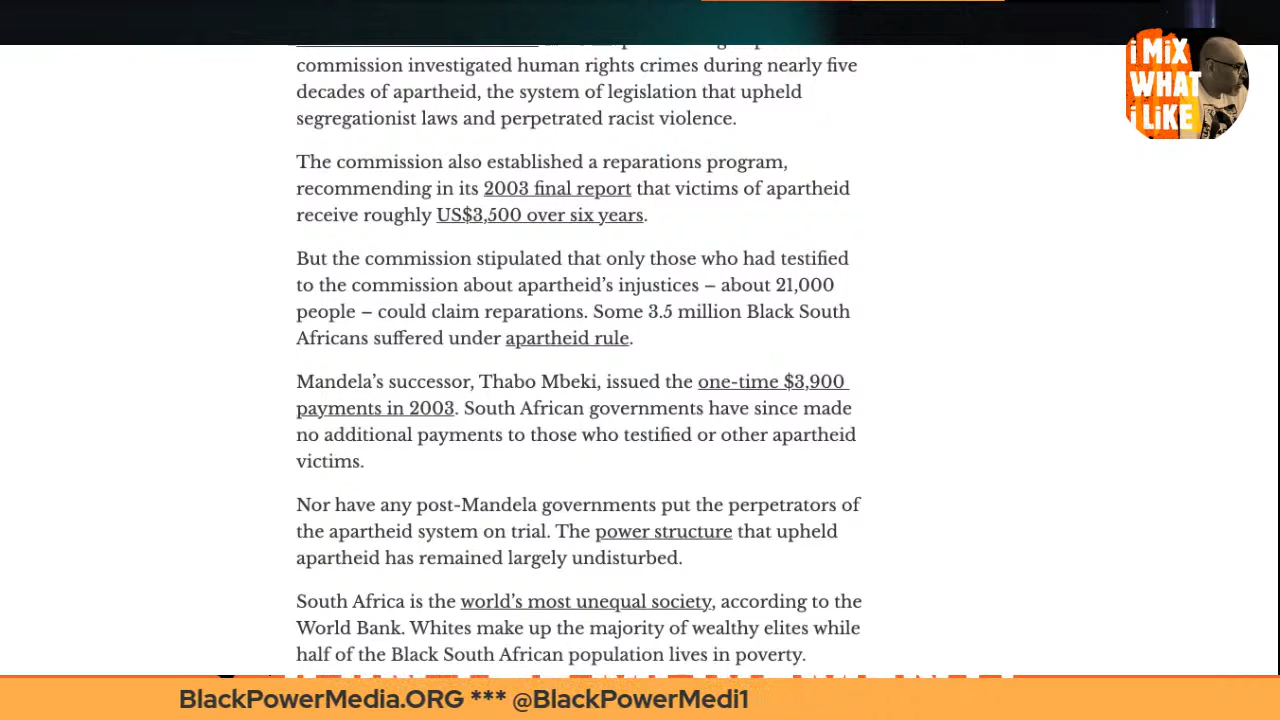 commission investigated human rights crimes during nearly five
decades of apartheid, the system of legislation that upheld
segregationist laws and perpetrated racist violence.
The commission also established a reparations program,
recommending in its 2003 final report that victims of apartheid
receive roughly US$3,500 over six years.
But the commission stipulated that only those who had testified
to the commission about apartheid’s injustices – about 21,000
people – could claim reparations. Some 3.5 million Black South
Africans suffered under apartheid rule.
Mandela’s successor, Thabo Mbeki, issued the one-time $3,900
payments in 2003. South African governments have since made
no additional payments to those who testified or other apartheid
victims.
Nor have any post-Mandela governments put the perpetrators of
the apartheid system on trial. The power structure that upheld
apartheid has remained largely undisturbed.
South Africa is the world’s most unequal society, according to the
World Bank. Whites make up the majority of wealthy elites while
half of the Black South African population lives in poverty.
i MiX
WHAT
i LiKE
BlackPowerMedia.ORG *** @BlackPowerMedi1